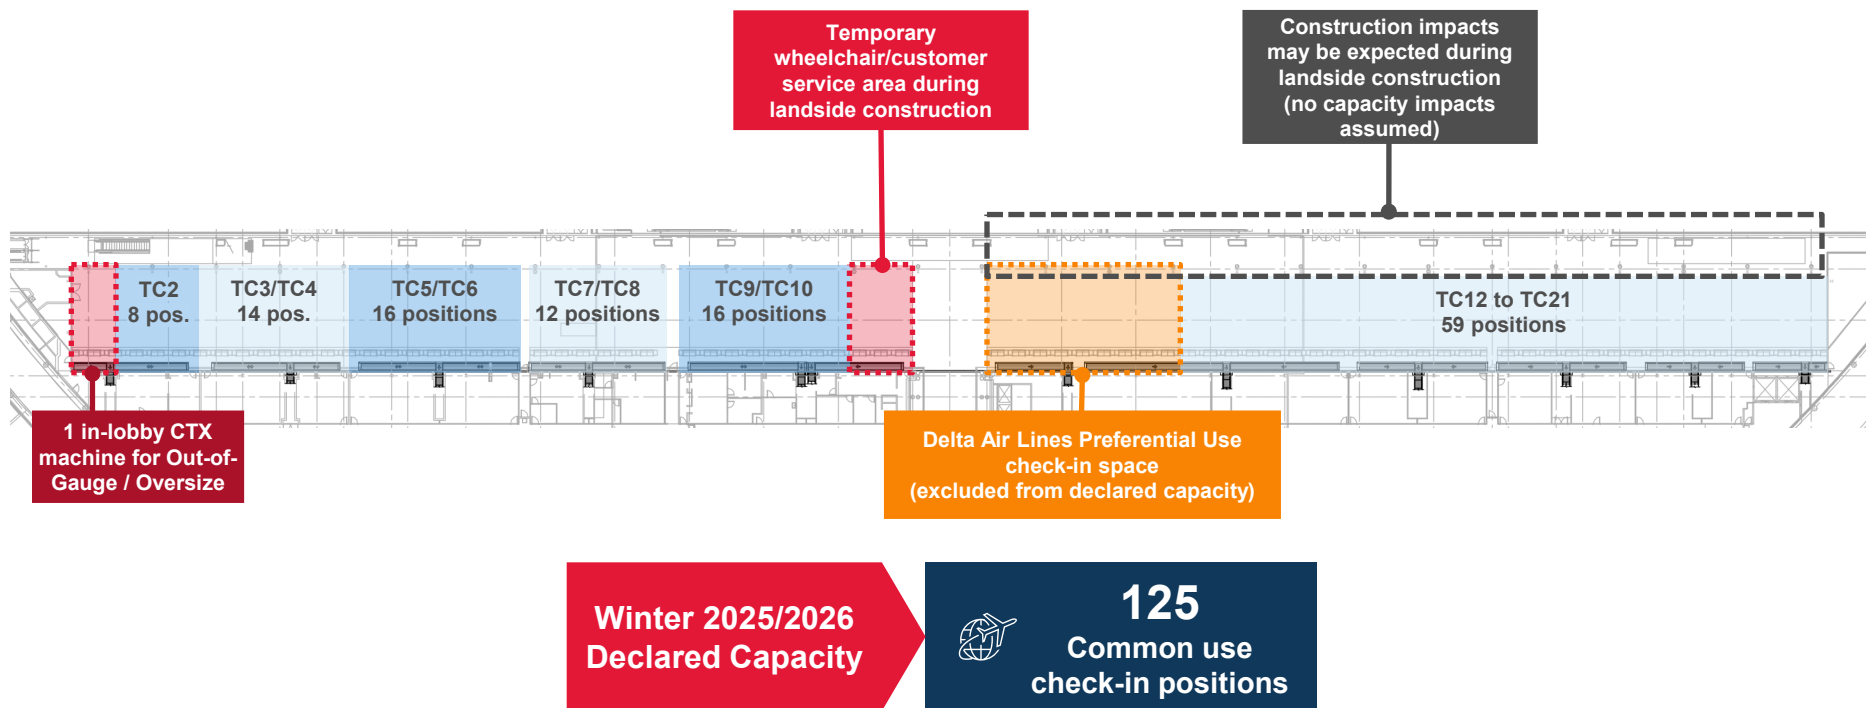 Temporary
wheelchair/customer
service area during
landside construction
Construction impacts
may be expected during
landside construction
(no capacity impacts
assumed)
TC2
8 pos.
TC3/TC4
14 pos.
TC5/TC6
16 positions
TC7/TC8
12 positions
TC9/TC10
16 positions
TC12 to TC21
59 positions
1 in-lobby CTX
machine for Out-of-
Gauge / Oversize
Delta Air Lines Preferential Use
check-in space
(excluded from declared capacity)
Winter 2025/2026
Declared Capacity
125
Common use
check-in positions